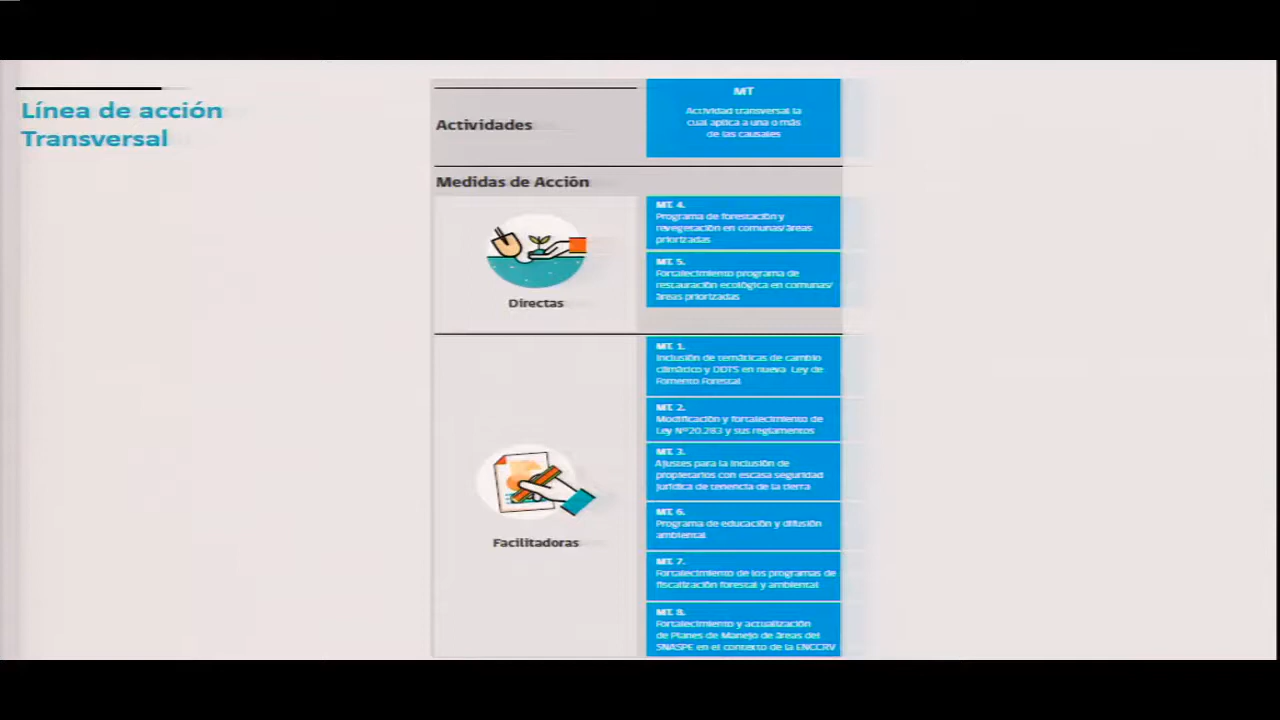 Línea de acción
Transversal
Actividades
MT
Actividad transversal la
cual aplica a una o más
de las causales
Medidas de Acción
Directas
MT. 4.
Programa de forestación y
revegetación en comunas/áreas
priorizadas
MT. 5.
Fortalecimiento programa de
restauración ecológica en comunas/
áreas priorizadas
Facilitadoras
MT. 1.
Inclusión de temáticas de cambio
climático y DDTS en nueva Ley de
Fomento Forestal
MT. 2.
Modificación y fortalecimiento de
Ley Nº20.283 y sus reglamentos
MT. 3.
Ajustes para la inclusión de
propietarios con escasa seguridad
jurídica de tenencia de la tierra
MT. 6.
Programa de educación y difusión
ambiental
MT. 7.
Fortalecimiento de los programas de
fiscalización forestal y ambiental
MT. 8.
Fortalecimiento y actualización
de Planes de Manejo de áreas del
SNASPE en el contexto de la ENCCRV